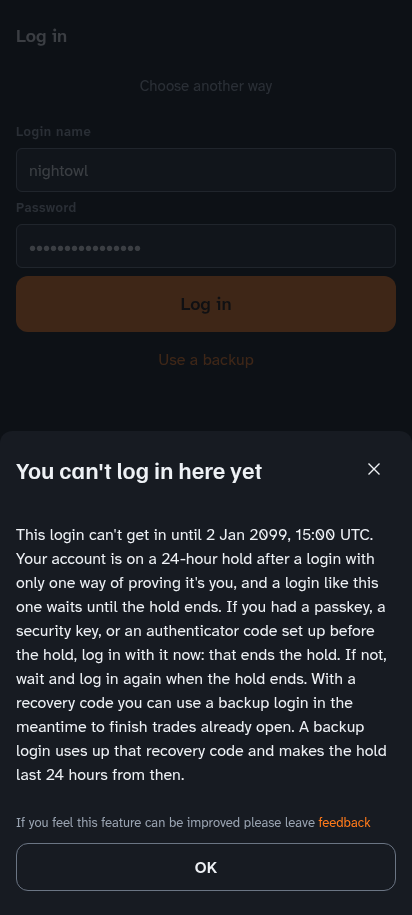 Log in
Choose another way
Login name
nightowl
Password
••••••••••••••••
Log in
Use a backup
You can't log in here yet
This login can't get in until 2 Jan 2099, 15:00 UTC.
Your account is on a 24-hour hold after a login with
only one way of proving it's you, and a login like this
one waits until the hold ends. If you had a passkey, a
security key, or an authenticator code set up before
the hold, log in with it now: that ends the hold. If not,
wait and log in again when the hold ends. With a
recovery code you can use a backup login in the
meantime to finish trades already open. A backup
login uses up that recovery code and makes the hold
last 24 hours from then.
If you feel this feature can be improved please leave feedback
OK